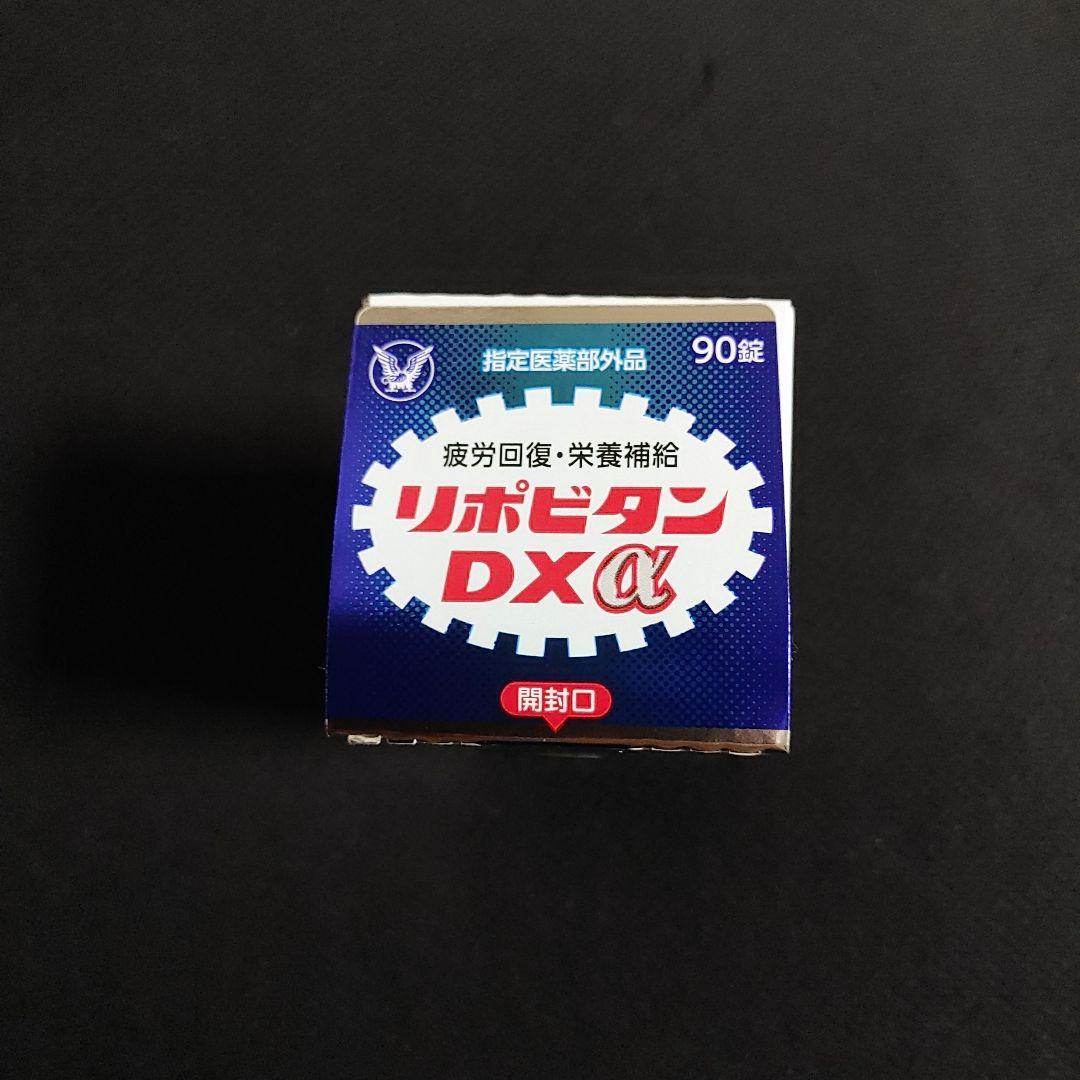 指定医薬部外品
90錠
疲労回復・栄養補給
リポビタン
DXα
開封口